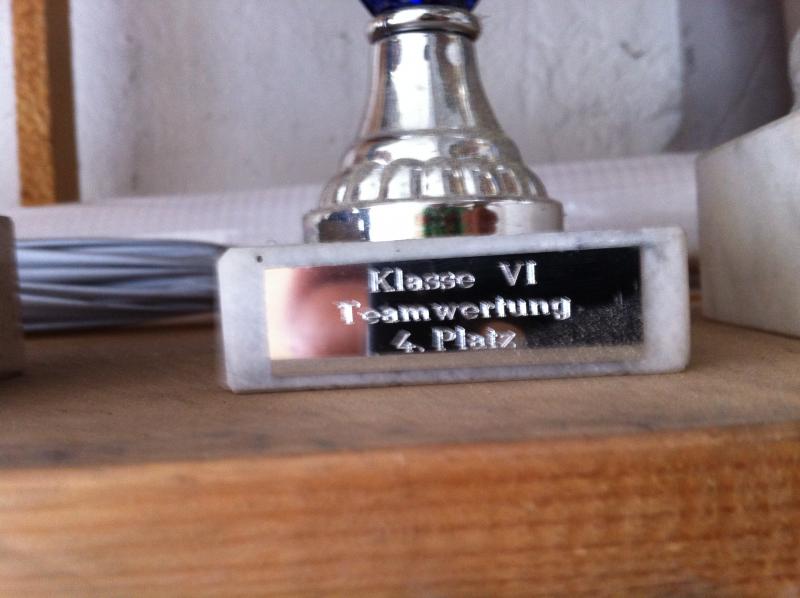 Klasse VI
Teamwertung
4. Platz